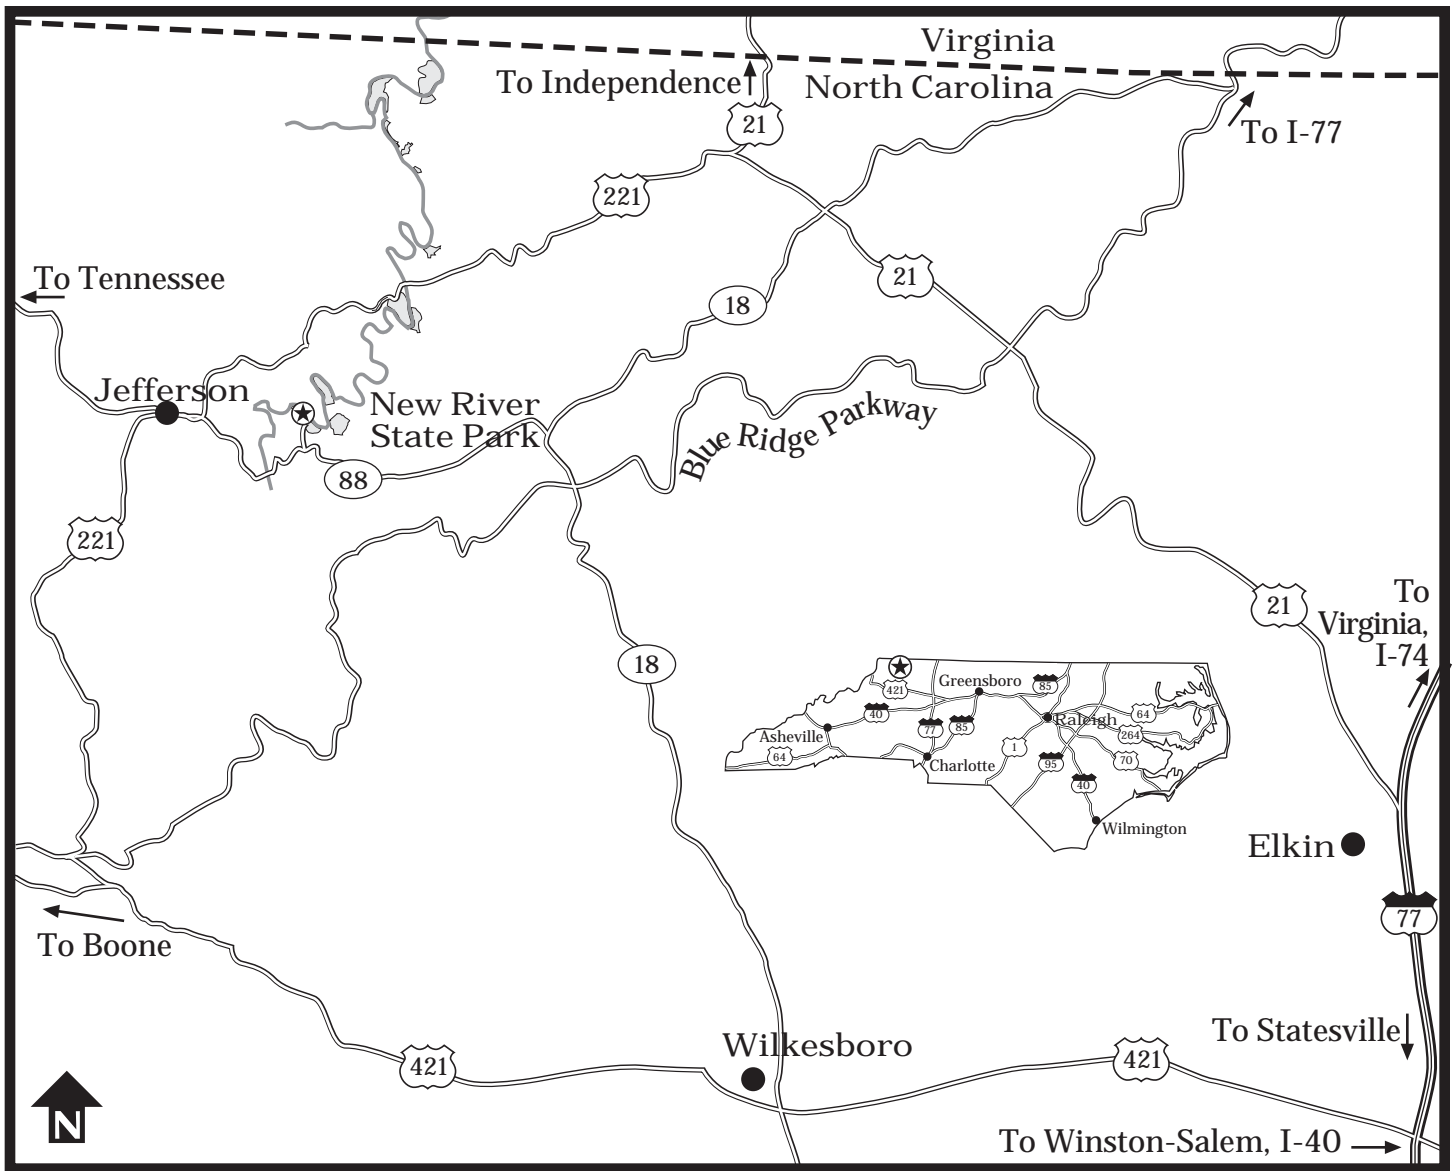 Virginia
To Independence
North Carolina
21
To I-77
221
To Tennessee
21
18
Jefferson
New River
State Park
Blue Ridge Parkway
88
221
21
To
Virginia,
I-74
18
Greensboro
85
421
40
64
Raleigh
77
85
Asheville
264
64
1
Charlotte
95
70
40
Wilmington
Elkin
77
To Boone
To Statesville
Wilkesboro
421
421
N
To Winston-Salem, I-40